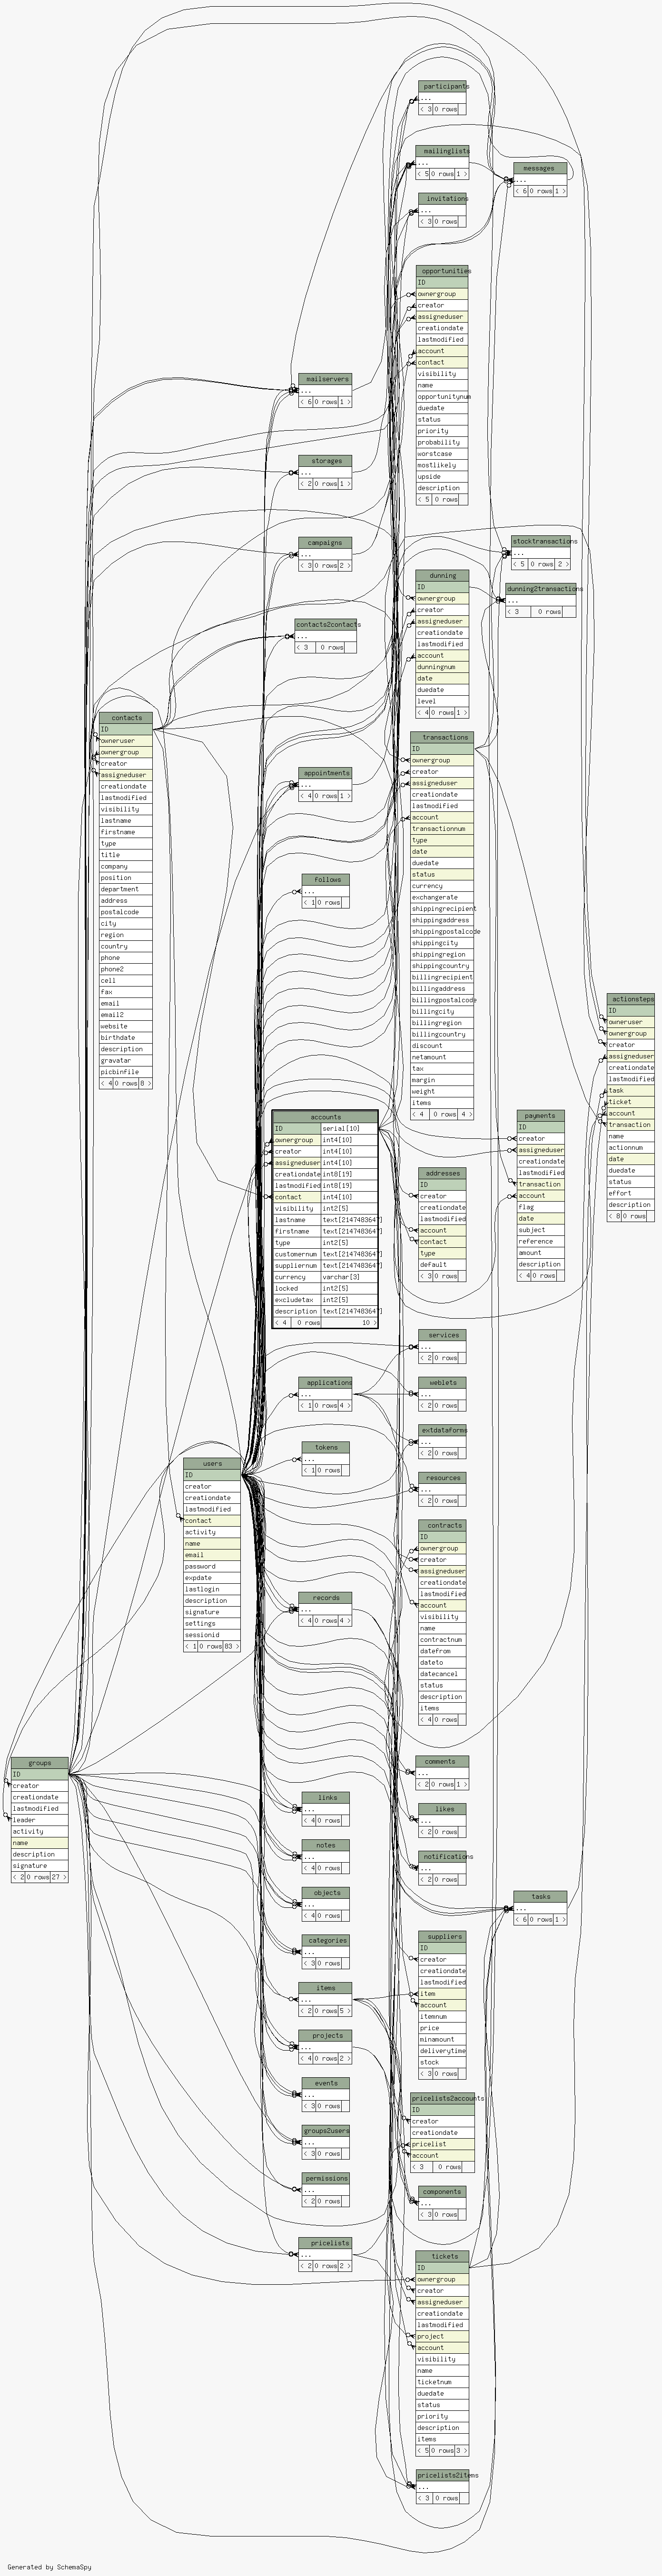 participants
...
< 3 0 rows
mailinglists
...
< 5 0 rows 1 >
messages
...
< 6 0 rows 1 >
invitations
...
< 3 0 rows
opportunities
ID
ownergroup
creator
assigneduser
creationdate
lastmodified
account
contact
visibility
name
opportunitynum
duedate
status
priority
probability
worstcase
mostlikely
upside
description
< 5 0 rows
mailservers
...
< 6 0 rows 1 >
storages
...
< 2 0 rows 1 >
campaigns
...
< 3 0 rows 2 >
stocktransactions
...
< 5 0 rows 2 >
dunning
ID
ownergroup
creator
assigneduser
creationdate
lastmodified
account
dunningnum
date
duedate
level
< 4 0 rows 1 >
dunning2transactions
...
< 3 0 rows
contacts2contacts
...
< 3 0 rows
contacts
ID
owneruser
ownergroup
creator
assigneduser
creationdate
lastmodified
visibility
lastname
firstname
type
title
company
position
department
address
postalcode
city
region
country
phone
phone2
cell
fax
email
email2
website
birthdate
description
gravatar
picbinfile
< 4 0 rows 8 >
transactions
ID
ownergroup
creator
assigneduser
creationdate
lastmodified
account
transactionnum
type
date
duedate
status
currency
exchangerate
shippingrecipient
shippingaddress
shippingpostalcode
shippingcity
shippingregion
shippingcountry
billingrecipient
billingaddress
billingpostalcode
billingcity
billingregion
billingcountry
discount
netamount
tax
margin
weight
items
< 4 0 rows 4 >
appointments
...
< 4 0 rows 1 >
follows
...
< 1 0 rows
actionsteps
ID
owneruser
ownergroup
creator
assigneduser
creationdate
lastmodified
task
ticket
account
transaction
name
actionnum
date
duedate
status
effort
description
< 8 0 rows
accounts
ID serial[10]
ownergroup int4[10]
creator int4[10]
assigneduser int4[10]
creationdate int8[19]
lastmodified int8[19]
contact int4[10]
visibility int2[5]
lastname text[2147483647]
firstname text[2147483647]
type int2[5]
customernum text[2147483647]
suppliernum text[2147483647]
currency varchar[3]
locked int2[5]
excludetax int2[5]
description text[2147483647]
< 4 0 rows 10 >
payments
ID
creator
assigneduser
creationdate
lastmodified
transaction
account
flag
date
subject
reference
amount
description
< 4 0 rows
addresses
ID
creator
creationdate
lastmodified
account
contact
type
default
< 3 0 rows
services
...
< 2 0 rows
applications
...
< 1 0 rows 4 >
weblets
...
< 2 0 rows
extdataforms
...
< 2 0 rows
tokens
...
< 1 0 rows
resources
...
< 2 0 rows
users
ID
creator
creationdate
lastmodified
contact
activity
name
email
password
expdate
lastlogin
description
signature
settings
sessionid
< 1 0 rows 83 >
contracts
ID
ownergroup
creator
assigneduser
creationdate
lastmodified
account
visibility
name
contractnum
datefrom
dateto
datecancel
status
description
items
< 4 0 rows
records
...
< 4 0 rows 4 >
groups
ID
creator
creationdate
lastmodified
leader
activity
name
description
signature
< 2 0 rows 27 >
comments
...
< 2 0 rows 1 >
links
...
< 4 0 rows
likes
...
< 2 0 rows
notes
...
< 4 0 rows
notifications
...
< 2 0 rows
objects
...
< 4 0 rows
tasks
...
< 6 0 rows 1 >
categories
...
< 3 0 rows
suppliers
ID
creator
creationdate
lastmodified
item
account
itemnum
price
minamount
deliverytime
stock
< 3 0 rows
items
...
< 2 0 rows 5 >
projects
...
< 4 0 rows 2 >
events
...
< 3 0 rows
pricelists2accounts
ID
creator
creationdate
pricelist
account
< 3 0 rows
groups2users
...
< 3 0 rows
permissions
...
< 2 0 rows
components
...
< 3 0 rows
pricelists
...
< 2 0 rows 2 >
tickets
ID
ownergroup
creator
assigneduser
creationdate
lastmodified
project
account
visibility
name
ticketnum
duedate
status
priority
description
items
< 5 0 rows 3 >
pricelists2items
...
< 3 0 rows
Generated by SchemaSpy